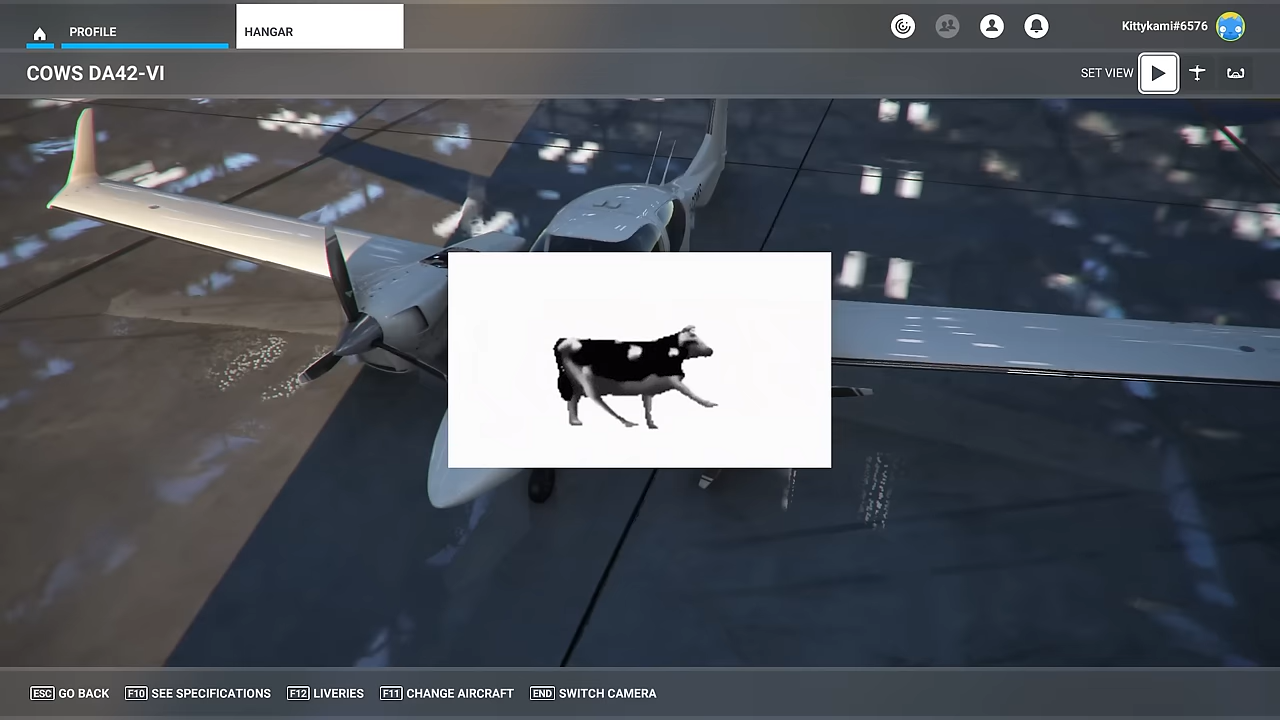 PROFILE
HANGAR
Kittykami#6576
COWS DA42-VI
SET VIEW
ESC GO BACK
F10 SEE SPECIFICATIONS
F12 LIVERIES
F11 CHANGE AIRCRAFT
END SWITCH CAMERA